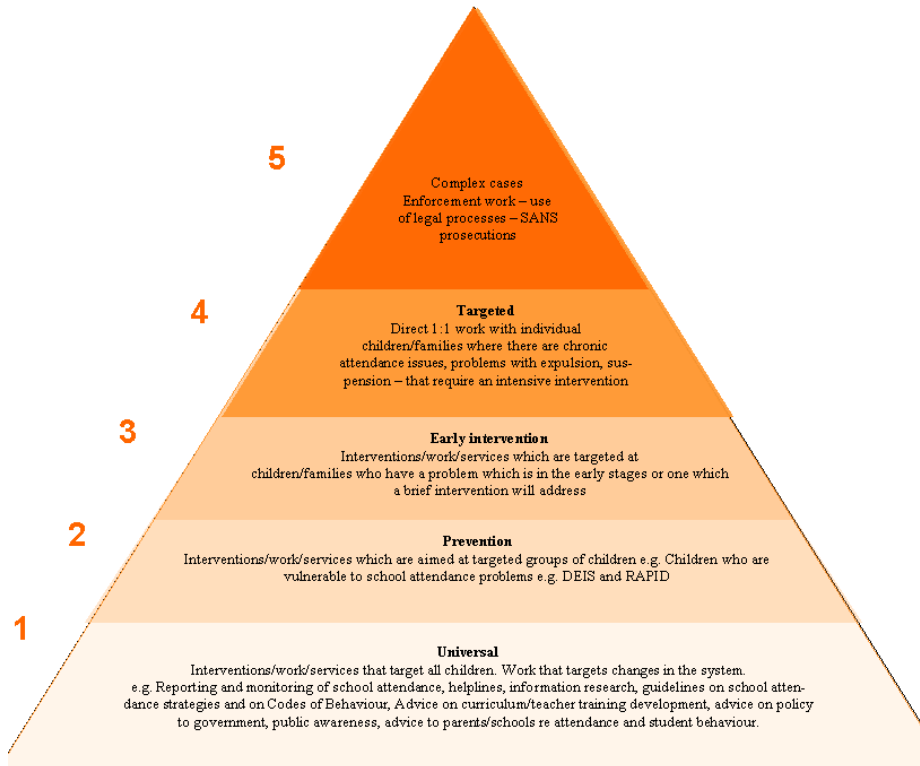 5
Complex cases
Enforcement work – use
of legal processes – SANS
prosecutions
4
Targeted
Direct 1:1 work with individual
children/families where there are chronic
attendance issues, problems with expulsion, sus-
pension – that require an intensive intervention
3
Early intervention
Interventions/work/services which are targeted at
children/families who have a problem which is in the early stages or one which
a brief intervention will address
2
Prevention
Interventions/work/services which are aimed at targeted groups of children e.g. Children who are
vulnerable to school attendance problems e.g. DEIS and RAPID
1
Universal
Interventions/work/services that target all children. Work that targets changes in the system.
e.g. Reporting and monitoring of school attendance, helplines, information research, guidelines on school atten-
dance strategies and on Codes of Behaviour, Advice on curriculum/teacher training development, advice on policy
to government, public awareness, advice to parents/schools re attendance and student behaviour.